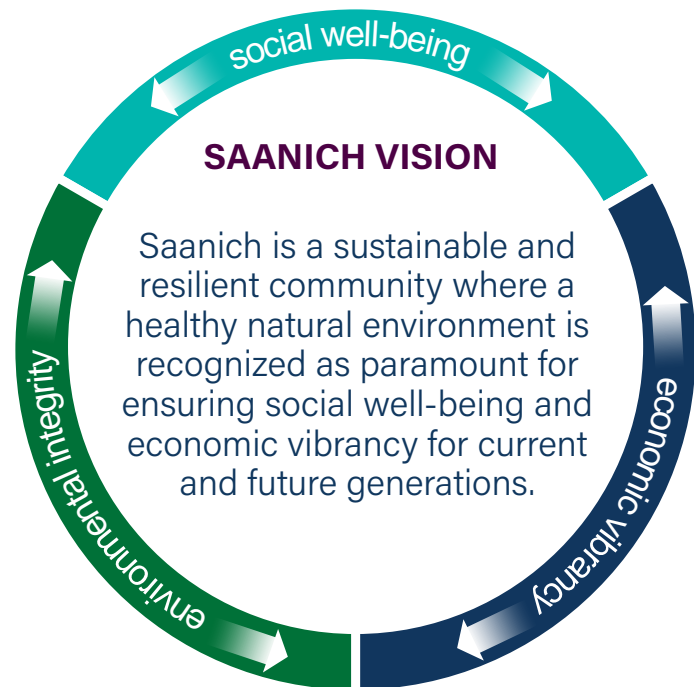 social well-being
SAANICH VISION
Saanich is a sustainable and
resilient community where a
healthy natural environment is
recognized as paramount for
ensuring social well-being and
economic vibrancy for current
and future generations.
environmental integrity
economic vibrancy